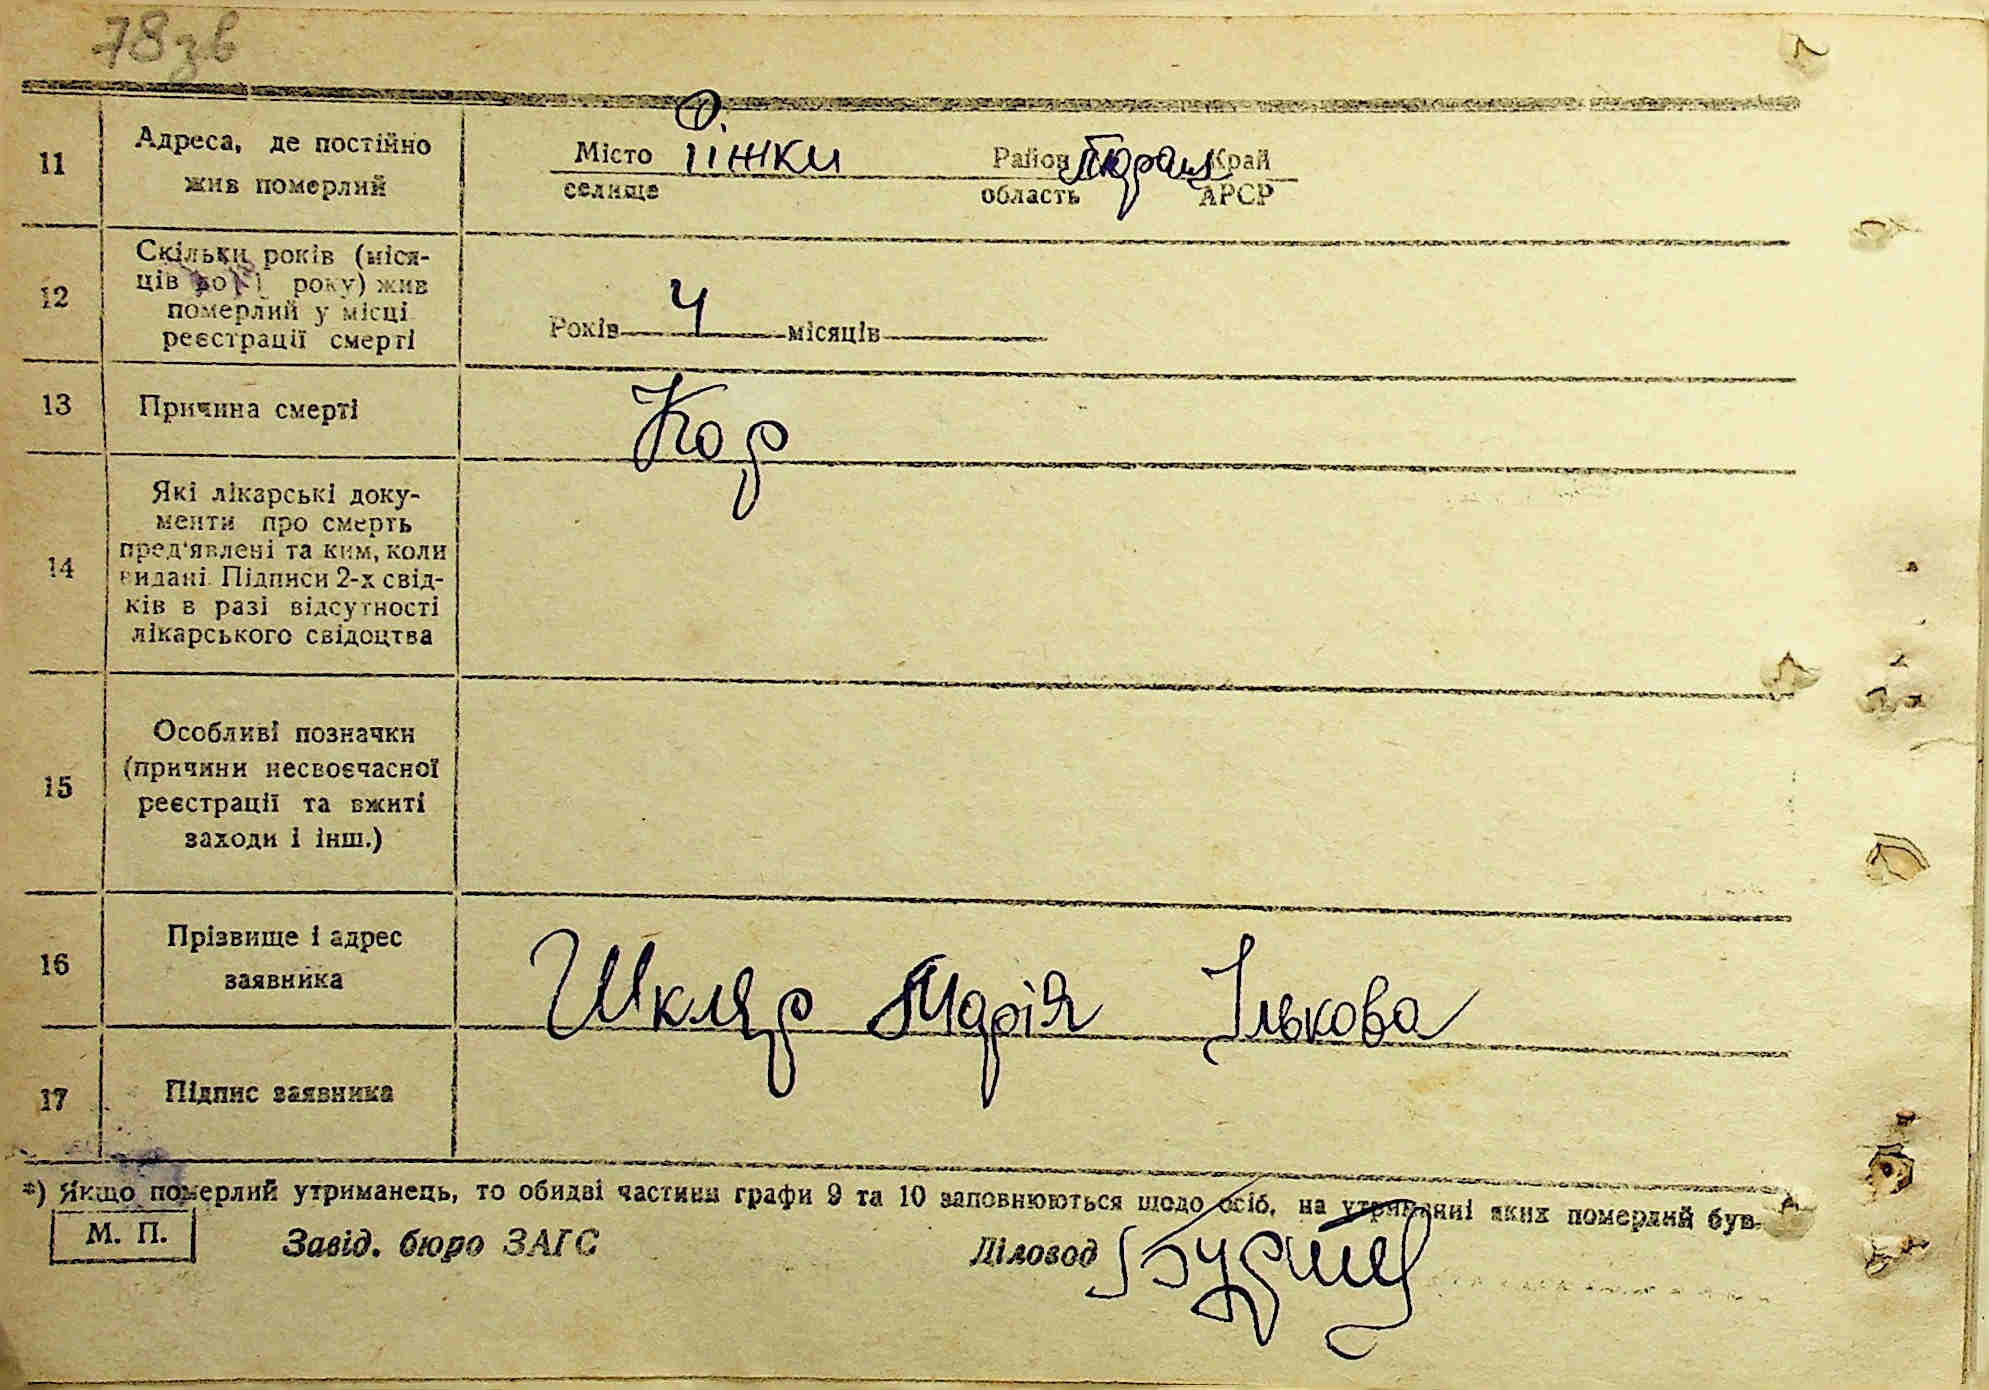 78зв
11
Адреса, де постійно
жив померлий
Місто
селище
Район
область
Край
АРСР
12
Скільки років (міся-
ців до 1 року) жив
померлий у місці
реєстрації смерті
Років 4 місяців
13
Причина смерті
Кор
14
Які лікарські доку-
менти про смерть
пред'явлені та ким, коли
видані. Підписи 2-х свід-
ків в разі відсутності
лікарського свідоцтва
15
Особливі позначки
(причини несвоєчасної
реєстрації та вжиті
заходи і інш.)
16
Прізвище і адрес
заявника
Шкляр Марія Ількова
17
Підпис заявника
*) Якщо померлий утриманець, то обидві частини графи 9 та 10 заповнюються щодо осіб, на утриманні яких померлий був.
М. П.
Завід. бюро ЗАГС
Діловод